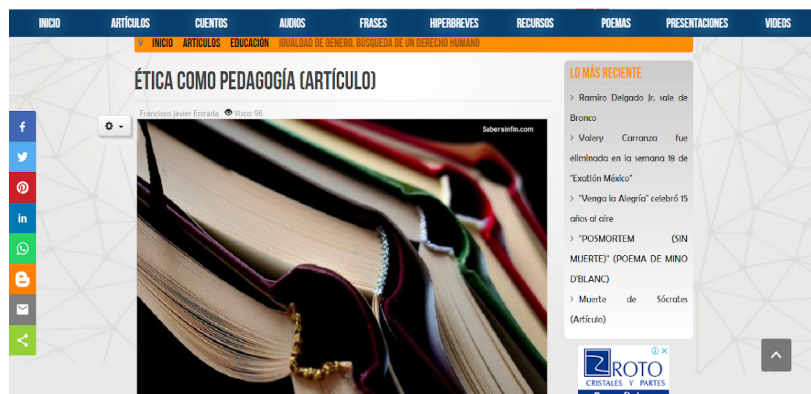 INICIO ARTÍCULOS CUENTOS AUDIOS FRASES HIPERBREVES RECURSOS POEMAS PRESENTACIONES VIDEOS
INICIO ARTÍCULOS EDUCACIÓN IGUALDAD DE GÉNERO, BÚSQUEDA DE UN DERECHO HUMANO
ÉTICA COMO PEDAGOGÍA (ARTÍCULO)
Francisco Javier Estrada Visto: 96
Sabersinfin.com
LO MÁS RECIENTE
> Ramiro Delgado Jr. sale de
Bronco
> Valery Carranza fue
eliminada en la semana 18 de
"Exatlón México"
> "Venga la Alegría" celebró 15
años al aire
> "POSMORTEM (SIN
MUERTE)" (POEMA DE MINO
D'BLANC)
> Muerte de Sócrates
(Artículo)
ROTO
CRISTALES Y PARTES